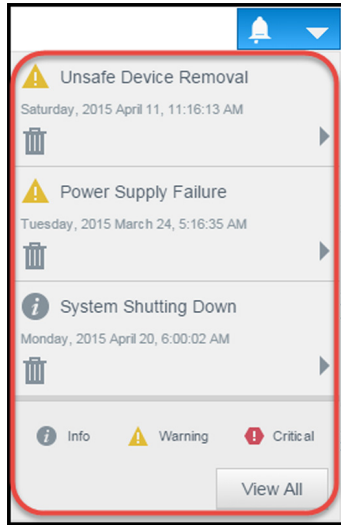 Unsafe Device Removal
Saturday, 2015 April 11, 11:16:13 AM
Power Supply Failure
Tuesday, 2015 March 24, 5:16:35 AM
System Shutting Down
Monday, 2015 April 20, 6:00:02 AM
Info Warning Critical
View All